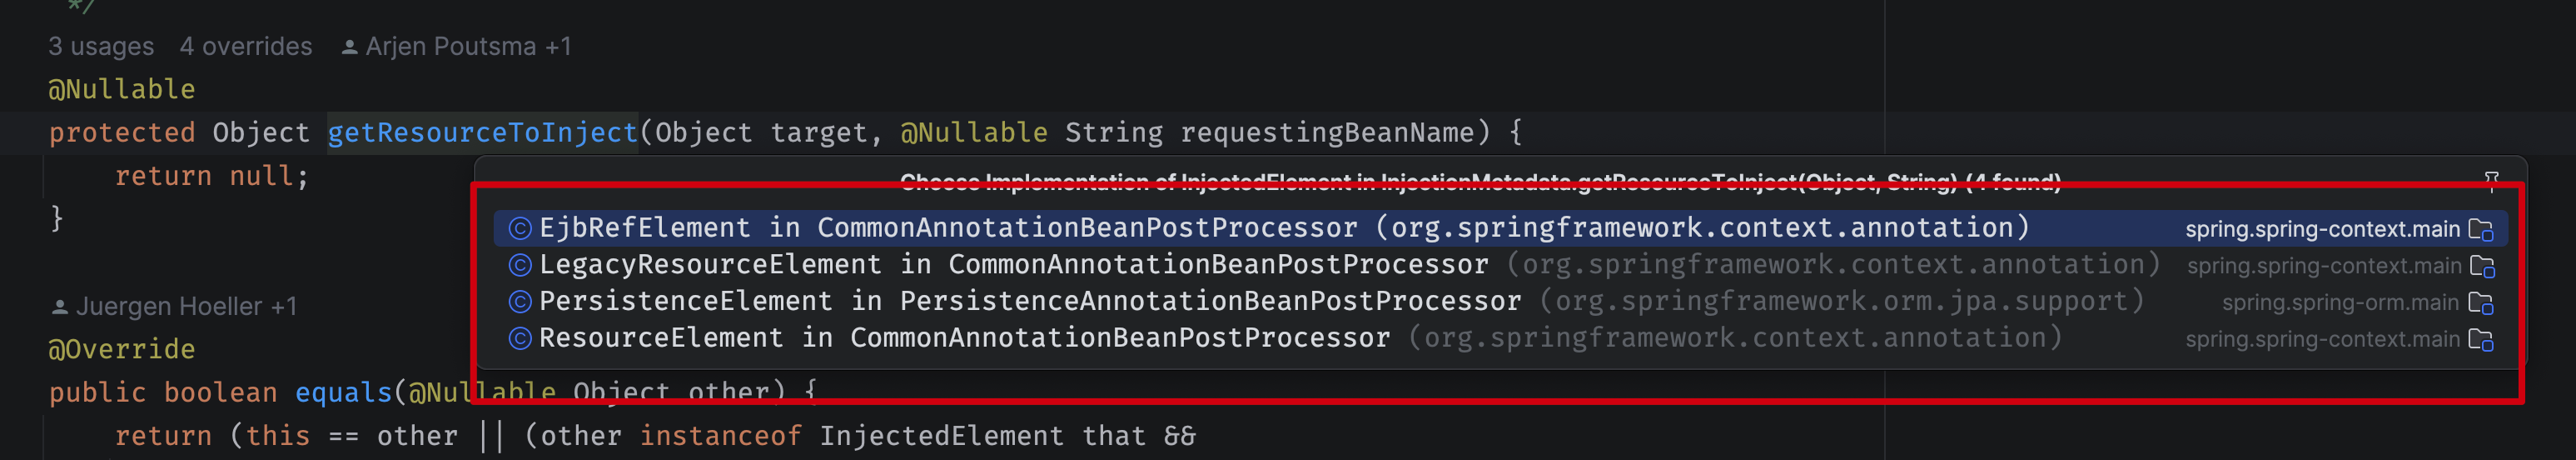 */
3 usages 4 overrides Arjen Poutsma +1
@Nullable
protected Object getResourceToInject(Object target, @Nullable String requestingBeanName) {
return null;
Choose Implementation of InjectedElement in InjectionMetadata.getResourceToInject(Object, String) (4 found)
}
EjbRefElement in CommonAnnotationBeanPostProcessor (org.springframework.context.annotation) spring.spring-context.main
LegacyResourceElement in CommonAnnotationBeanPostProcessor (org.springframework.context.annotation) spring.spring-context.main
PersistenceElement in PersistenceAnnotationBeanPostProcessor (org.springframework.orm.jpa.support) spring.spring-orm.main
ResourceElement in CommonAnnotationBeanPostProcessor (org.springframework.context.annotation) spring.spring-context.main
Juergen Hoeller +1
@Override
public boolean equals(@Nullable Object other) {
return (this == other || (other instanceof InjectedElement that &&